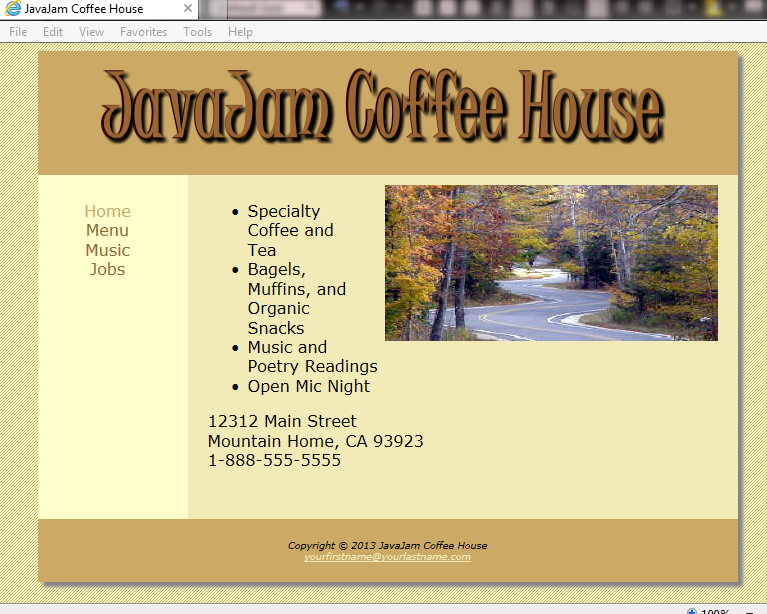 JavaJam Coffee House
File Edit View Favorites Tools Help
JavaJam Coffee House
Home
Menu
Music
Jobs
• Specialty
Coffee and
Tea
• Bagels,
Muffins, and
Organic
Snacks
• Music and
Poetry Readings
• Open Mic Night
12312 Main Street
Mountain Home, CA 93923
1-888-555-5555
Copyright © 2013 JavaJam Coffee House
yourfirstname@yourlastname.com
100%